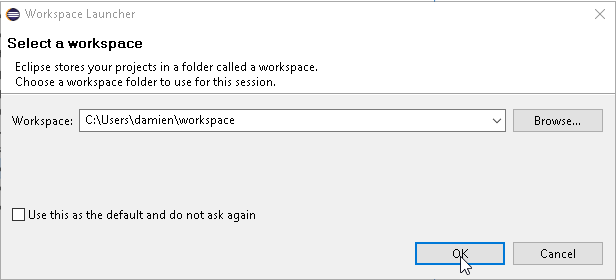 Workspace Launcher
Select a workspace
Eclipse stores your projects in a folder called a workspace.
Choose a workspace folder to use for this session.
Workspace: C:\Users\damien\workspace Browse...
Use this as the default and do not ask again
OK Cancel